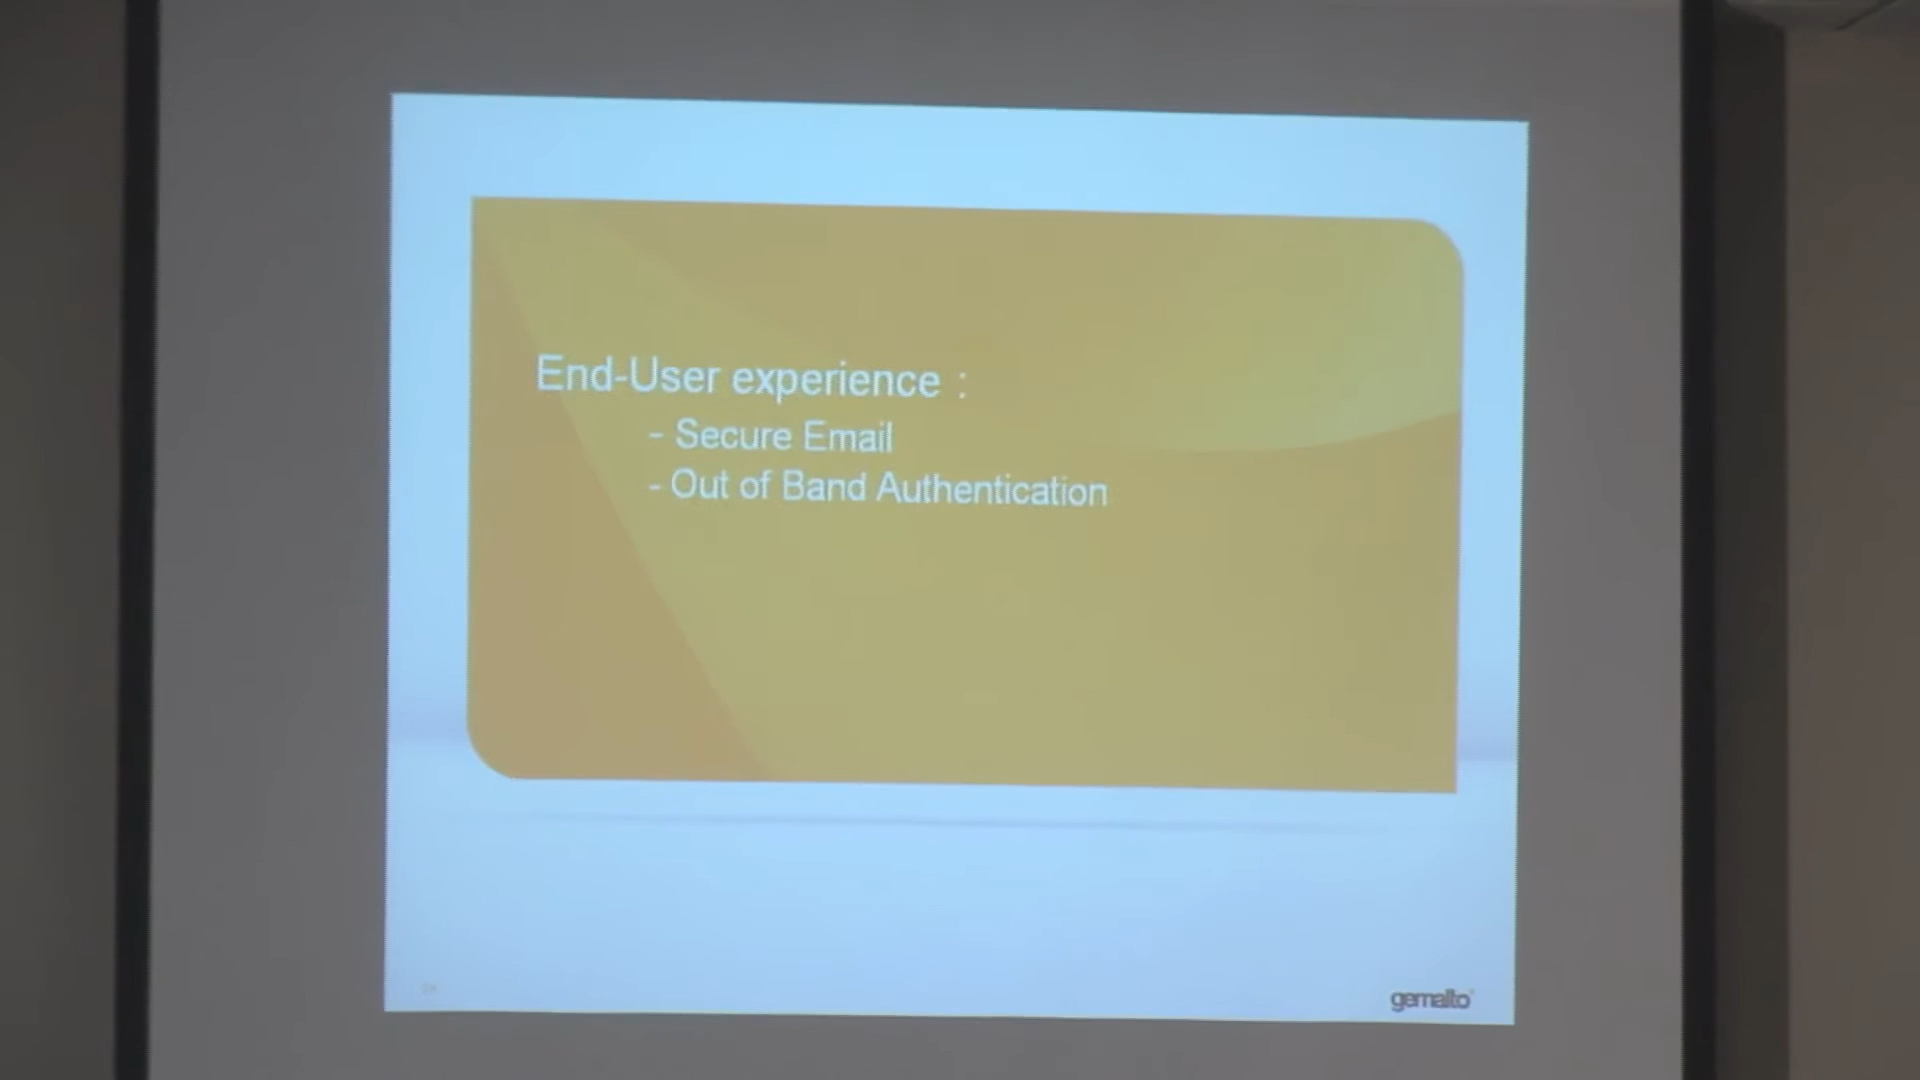 End-User experience :
- Secure Email
- Out of Band Authentication
gemalto